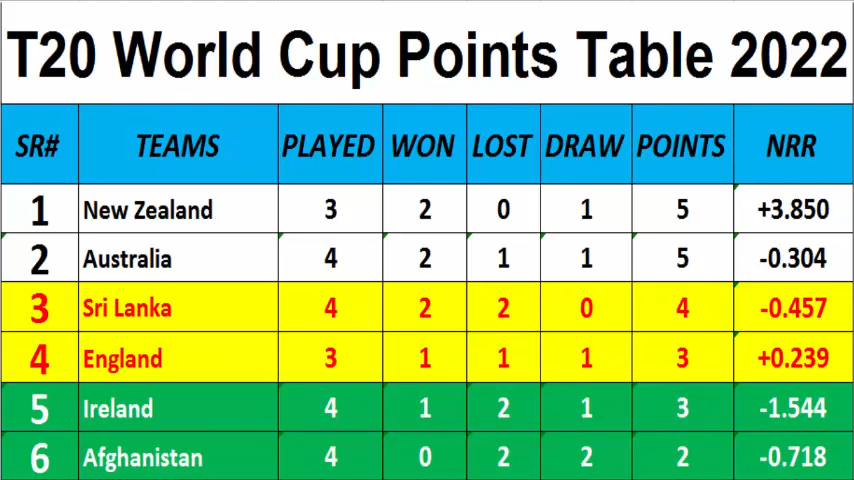 T20 World Cup Points Table 2022
SR# TEAMS PLAYED WON LOST DRAW POINTS NRR
1 New Zealand 3 2 0 1 5 +3.850
2 Australia 4 2 1 1 5 -0.304
3 Sri Lanka 4 2 2 0 4 -0.457
4 England 3 1 1 1 3 +0.239
5 Ireland 4 1 2 1 3 -1.544
6 Afghanistan 4 0 2 2 2 -0.718